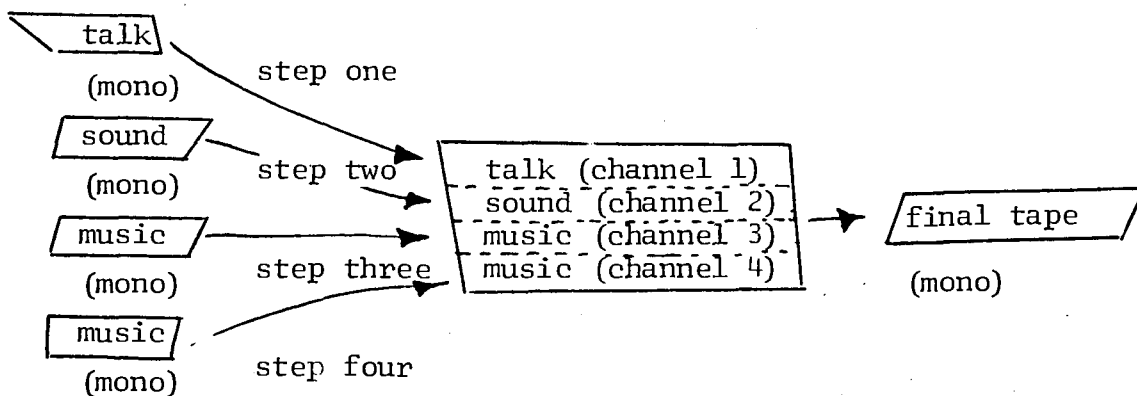 talk
(mono)
step one
sound
(mono)
step two
music
(mono)
step three
music
(mono)
step four
talk (channel 1)
sound (channel 2)
music (channel 3)
music (channel 4)
final tape
(mono)